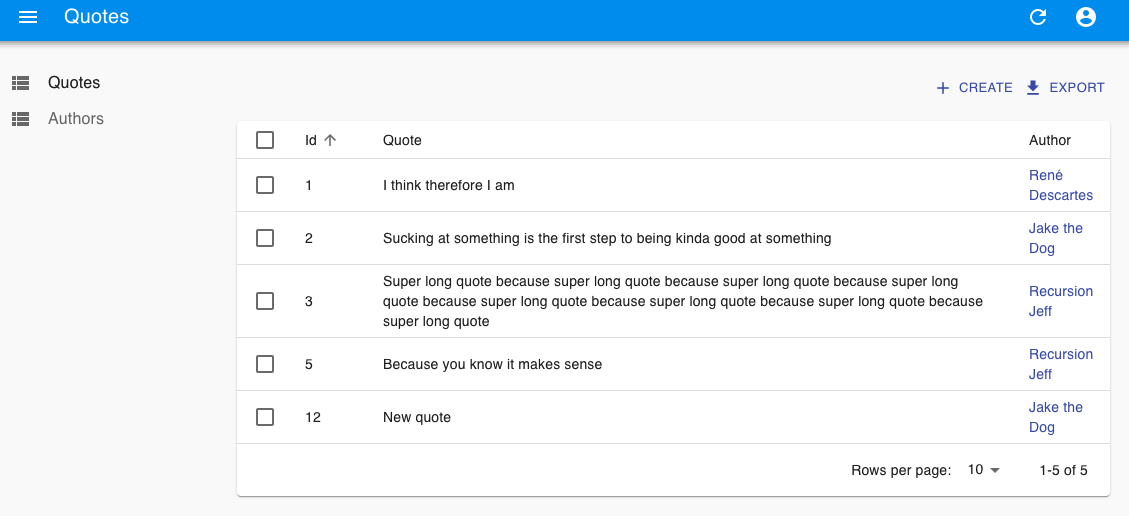 Quotes
Quotes
Authors
CREATE EXPORT
Id Quote Author
1 I think therefore I am René
Descartes
2 Sucking at something is the first step to being kinda good at something Jake the
Dog
Super long quote because super long quote because super long quote because super long
3 quote because super long quote because super long quote because super long quote because
super long quote
Recursion
Jeff
5 Because you know it makes sense Recursion
Jeff
12 New quote Jake the
Dog
Rows per page: 10 1-5 of 5